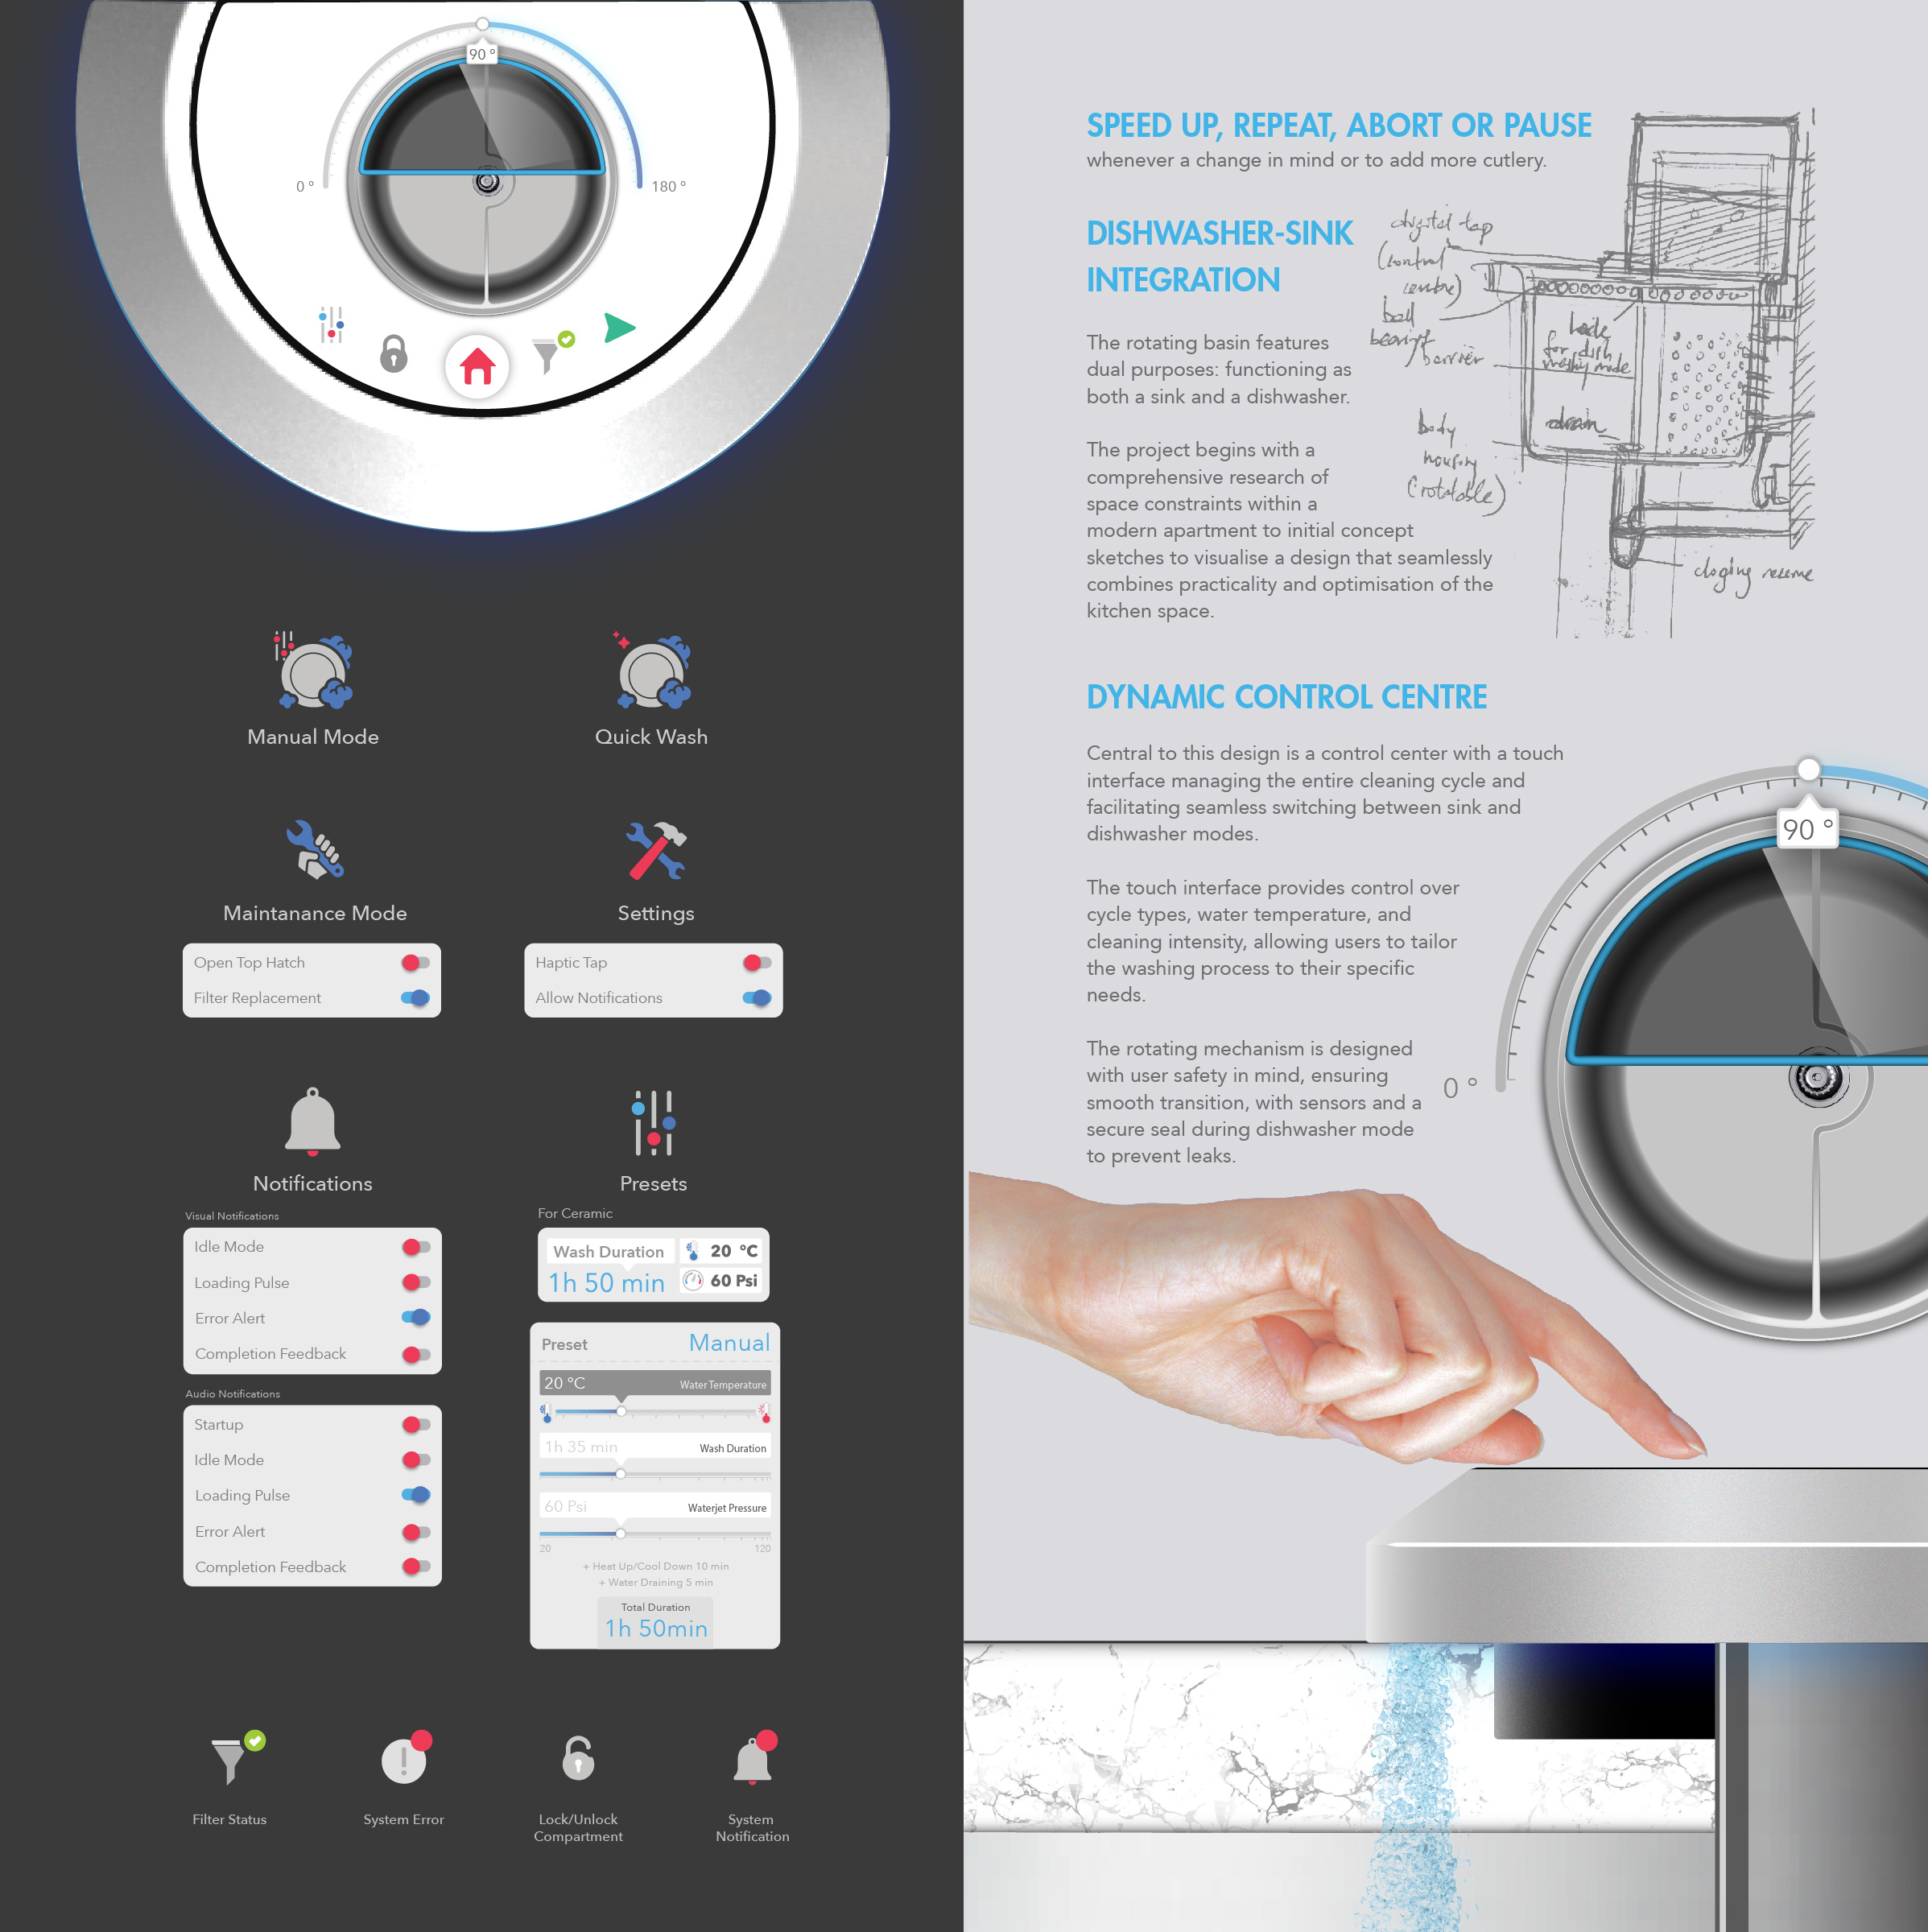 90 °
0 °
180 °
Manual Mode
Quick Wash
Maintanance Mode
Open Top Hatch
Filter Replacement
Settings
Haptic Tap
Allow Notifications
Notifications
Visual Notifications
Idle Mode
Loading Pulse
Error Alert
Completion Feedback
Audio Notifications
Startup
Idle Mode
Loading Pulse
Error Alert
Completion Feedback
Presets
For Ceramic
Wash Duration
1h 50 min
20 °C
60 Psi
Preset
Manual
20 °C
Water Temperature
1h 35 min
Wash Duration
60 Psi
Waterjet Pressure
20
120
+ Heat Up/Cool Down 10 min
+ Water Draining 5 min
Total Duration
1h 50min
Filter Status
System Error
Lock/Unlock
Compartment
System
Notification
SPEED UP, REPEAT, ABORT OR PAUSE
whenever a change in mind or to add more cutlery.
DISHWASHER-SINK
INTEGRATION
The rotating basin features
dual purposes: functioning as
both a sink and a dishwasher.
The project begins with a
comprehensive research of
space constraints within a
modern apartment to initial concept
sketches to visualise a design that seamlessly
combines practicality and optimisation of the
kitchen space.
digital tap
(control
centre)
ball
bearing
barrier
for dish
washing mode
drain
body
housing
(rotatable)
DYNAMIC CONTROL CENTRE
Central to this design is a control center with a touch
interface managing the entire cleaning cycle and
facilitating seamless switching between sink and
dishwasher modes.
The touch interface provides control over
cycle types, water temperature, and
cleaning intensity, allowing users to tailor
the washing process to their specific
needs.
The rotating mechanism is designed
with user safety in mind, ensuring
smooth transition, with sensors and a
secure seal during dishwasher mode
to prevent leaks.
90 °
0 °